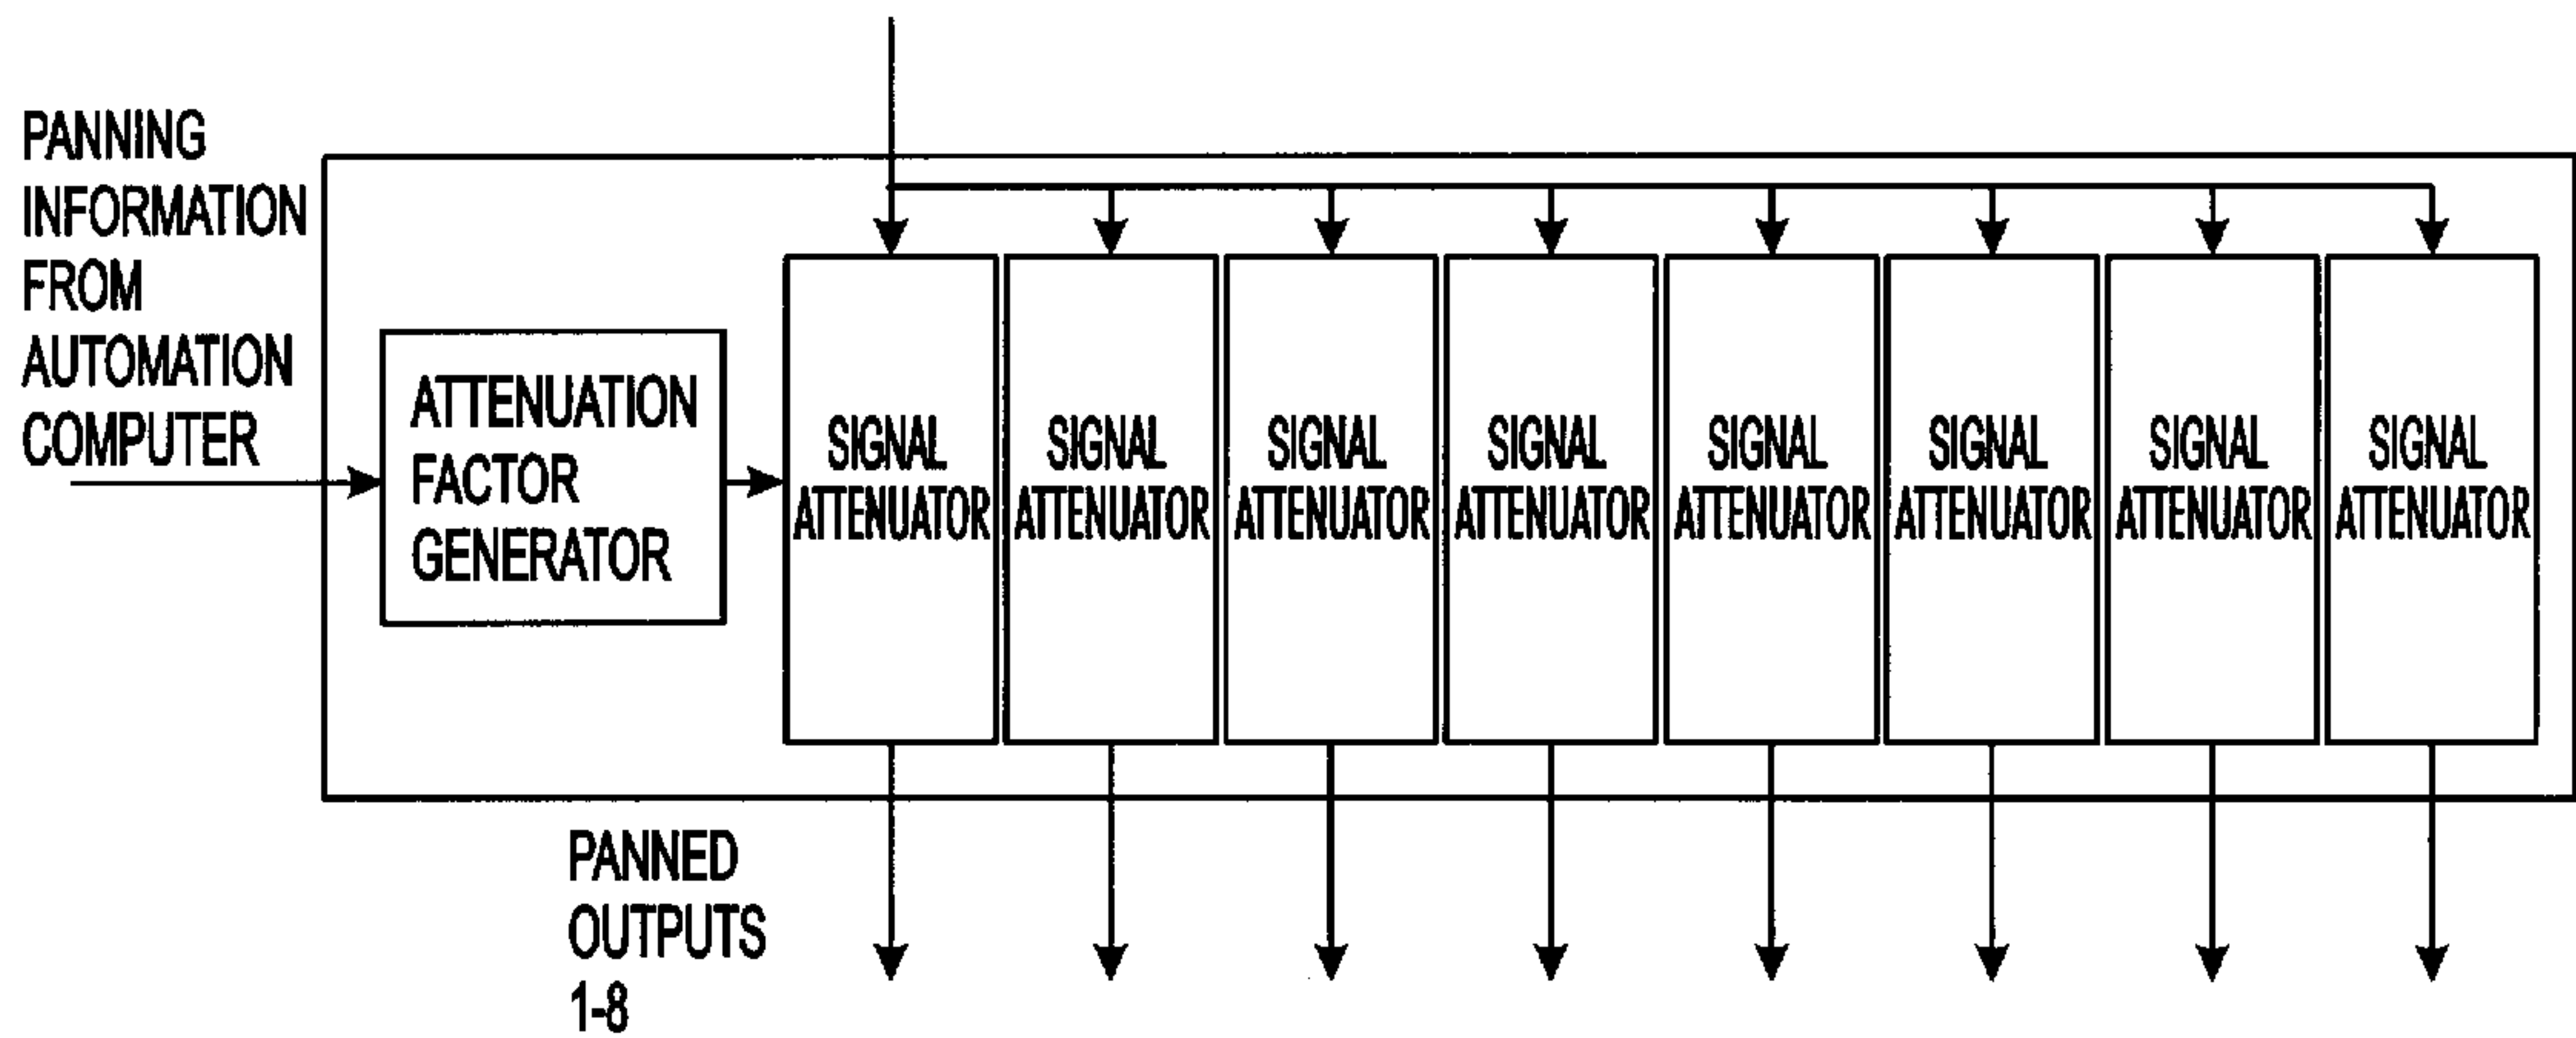 PANNING
INFORMATION
FROM
AUTOMATION
COMPUTER
ATTENUATION
FACTOR
GENERATOR
SIGNAL
ATTENUATOR
SIGNAL
ATTENUATOR
SIGNAL
ATTENUATOR
SIGNAL
ATTENUATOR
SIGNAL
ATTENUATOR
SIGNAL
ATTENUATOR
SIGNAL
ATTENUATOR
SIGNAL
ATTENUATOR
PANNED
OUTPUTS
1-8